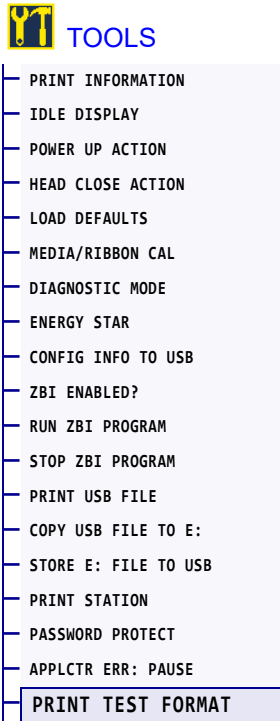 TOOLS
PRINT INFORMATION
IDLE DISPLAY
POWER UP ACTION
HEAD CLOSE ACTION
LOAD DEFAULTS
MEDIA/RIBBON CAL
DIAGNOSTIC MODE
ENERGY STAR
CONFIG INFO TO USB
ZBI ENABLED?
RUN ZBI PROGRAM
STOP ZBI PROGRAM
PRINT USB FILE
COPY USB FILE TO E:
STORE E: FILE TO USB
PRINT STATION
PASSWORD PROTECT
APPLCTR ERR: PAUSE
PRINT TEST FORMAT